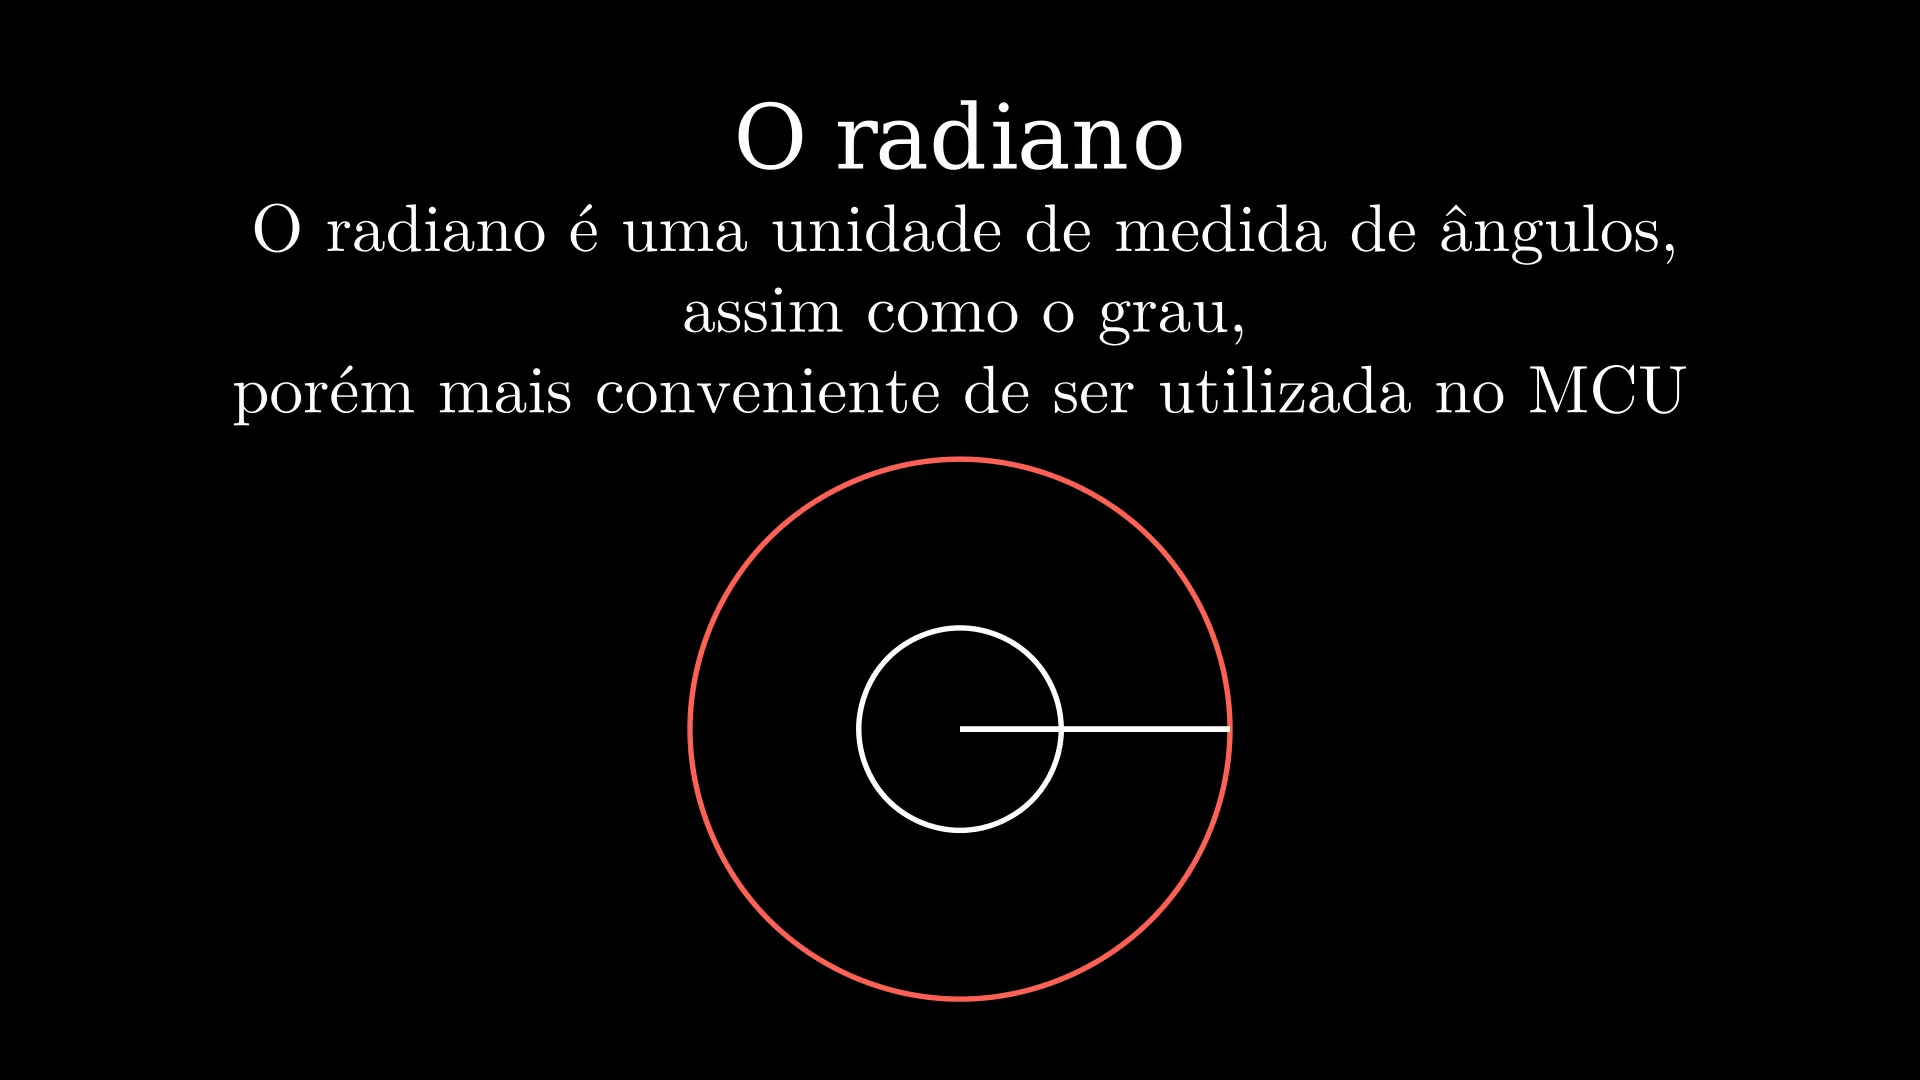 O radiano
O radiano é uma unidade de medida de ângulos,
assim como o grau,
porém mais conveniente de ser utilizada no MCU